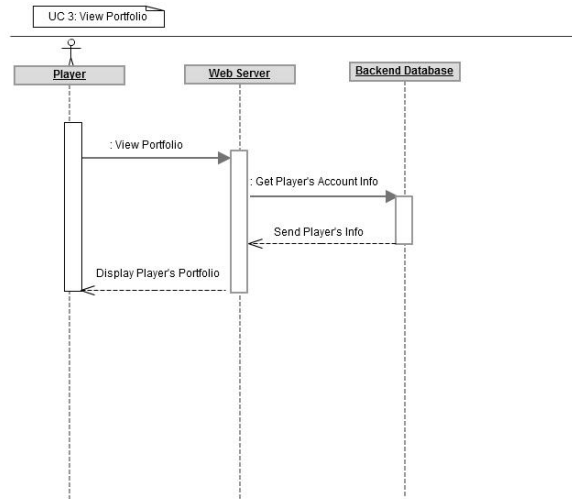 UC 3: View Portfolio
Player
Web Server
Backend Database
: View Portfolio
: Get Player's Account Info
Send Player's Info
Display Player's Portfolio